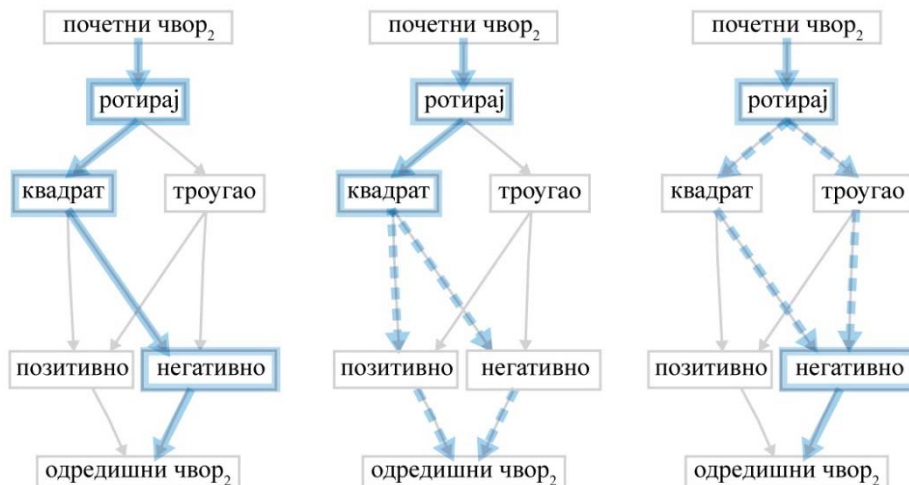 почетни чвор₂
ротирај
квадрат
троугао
позитивно
негативно
одредишни чвор₂
почетни чвор₂
ротирај
квадрат
троугао
позитивно
негативно
одредишни чвор₂
почетни чвор₂
ротирај
квадрат
троугао
позитивно
негативно
одредишни чвор₂